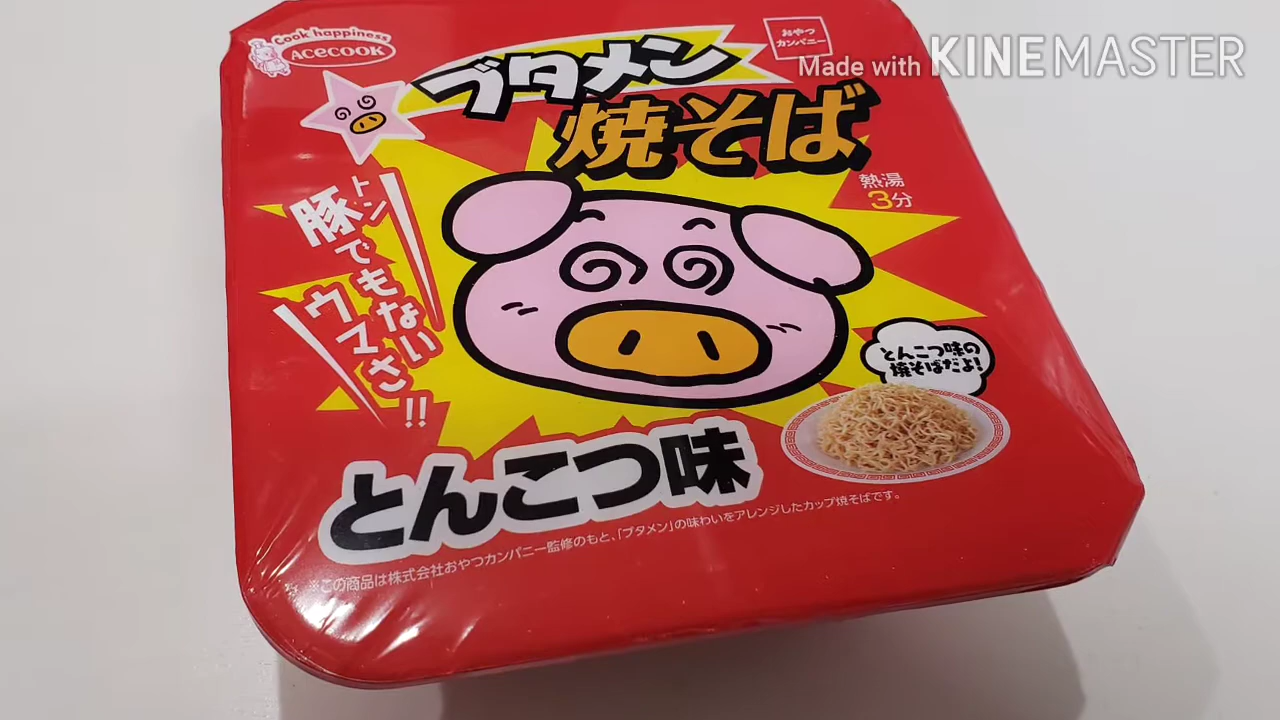 Cook happiness
ACECOOK
おやつ
カンパニー
Made with KINEMASTER
ブタメン
焼そば
熱湯
3分
トン
豚でもない
ウマさ!!
とんこつ味の
焼そばだよ!
とんこつ味
※この商品は株式会社おやつカンパニー監修のもと、「ブタメン」の味わいをアレンジしたカップ焼そばです。